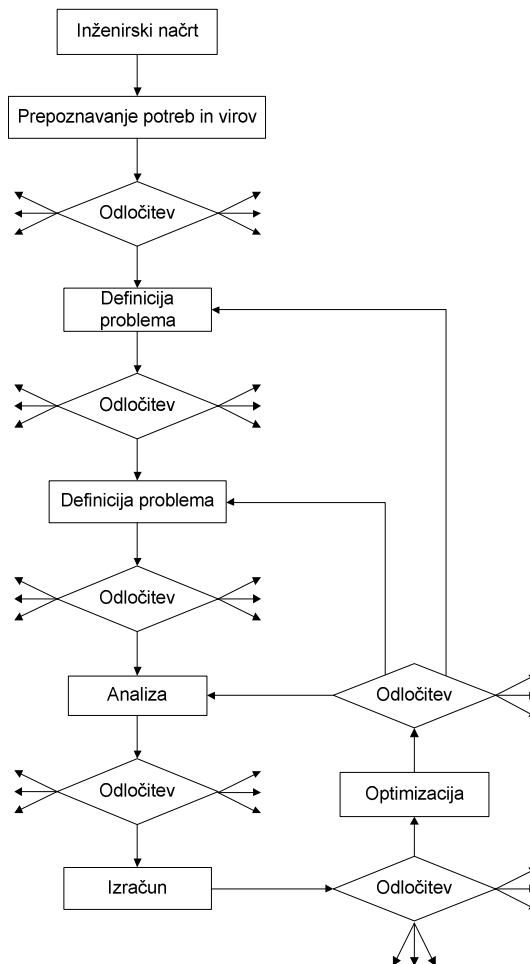 Inženirski načrt
Prepoznavanje potreb in virov
Odločitev
Definicija
problema
Odločitev
Definicija problema
Odločitev
Analiza
Odločitev
Odločitev
Optimizacija
Izračun
Odločitev